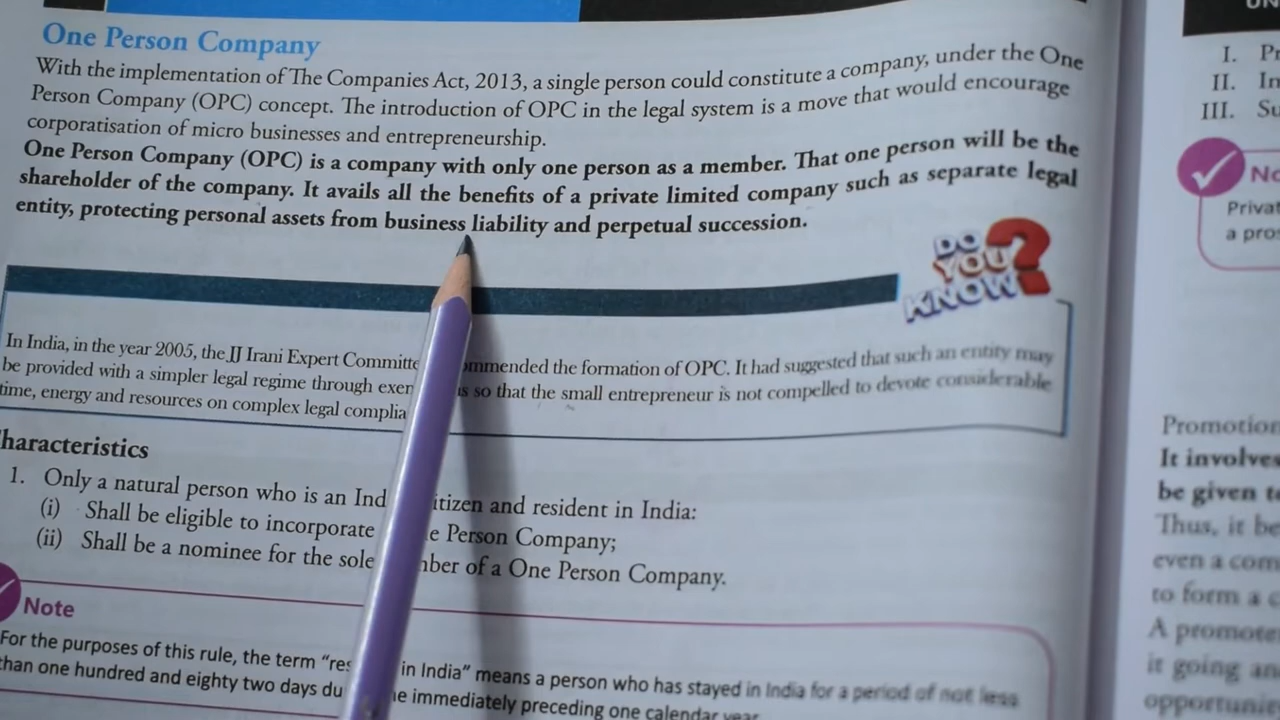 One Person Company
With the implementation of The Companies Act, 2013, a single person could constitute a company, under the One
Person Company (OPC) concept. The introduction of OPC in the legal system is a move that would encourage
corporatisation of micro businesses and entrepreneurship.
One Person Company (OPC) is a company with only one person as a member. That one person will be the
shareholder of the company. It avails all the benefits of a private limited company such as separate legal
entity, protecting personal assets from business liability and perpetual succession.
DO
YOU
KNOW?
In India, in the year 2005, the JJ Irani Expert Committe mmended the formation of OPC. It had suggested that such an entity may
be provided with a simpler legal regime through exer s so that the small entrepreneur is not compelled to devote considerable
time, energy and resources on complex legal complia
haracteristics
1. Only a natural person who is an Ind itizen and resident in India:
(i) Shall be eligible to incorporate e Person Company;
(ii) Shall be a nominee for the sole mber of a One Person Company.
Note
For the purposes of this rule, the term "res in India" means a person who has stayed in India for a period of not less
than one hundred and eighty two days du e immediately preceding one calendar year.
UN
I. Pr
II. In
III. Su
No
Privat
a pros
Promotion
It involves
be given to
Thus, it be
even a com
to form a c
A promote
it going an
opportunit